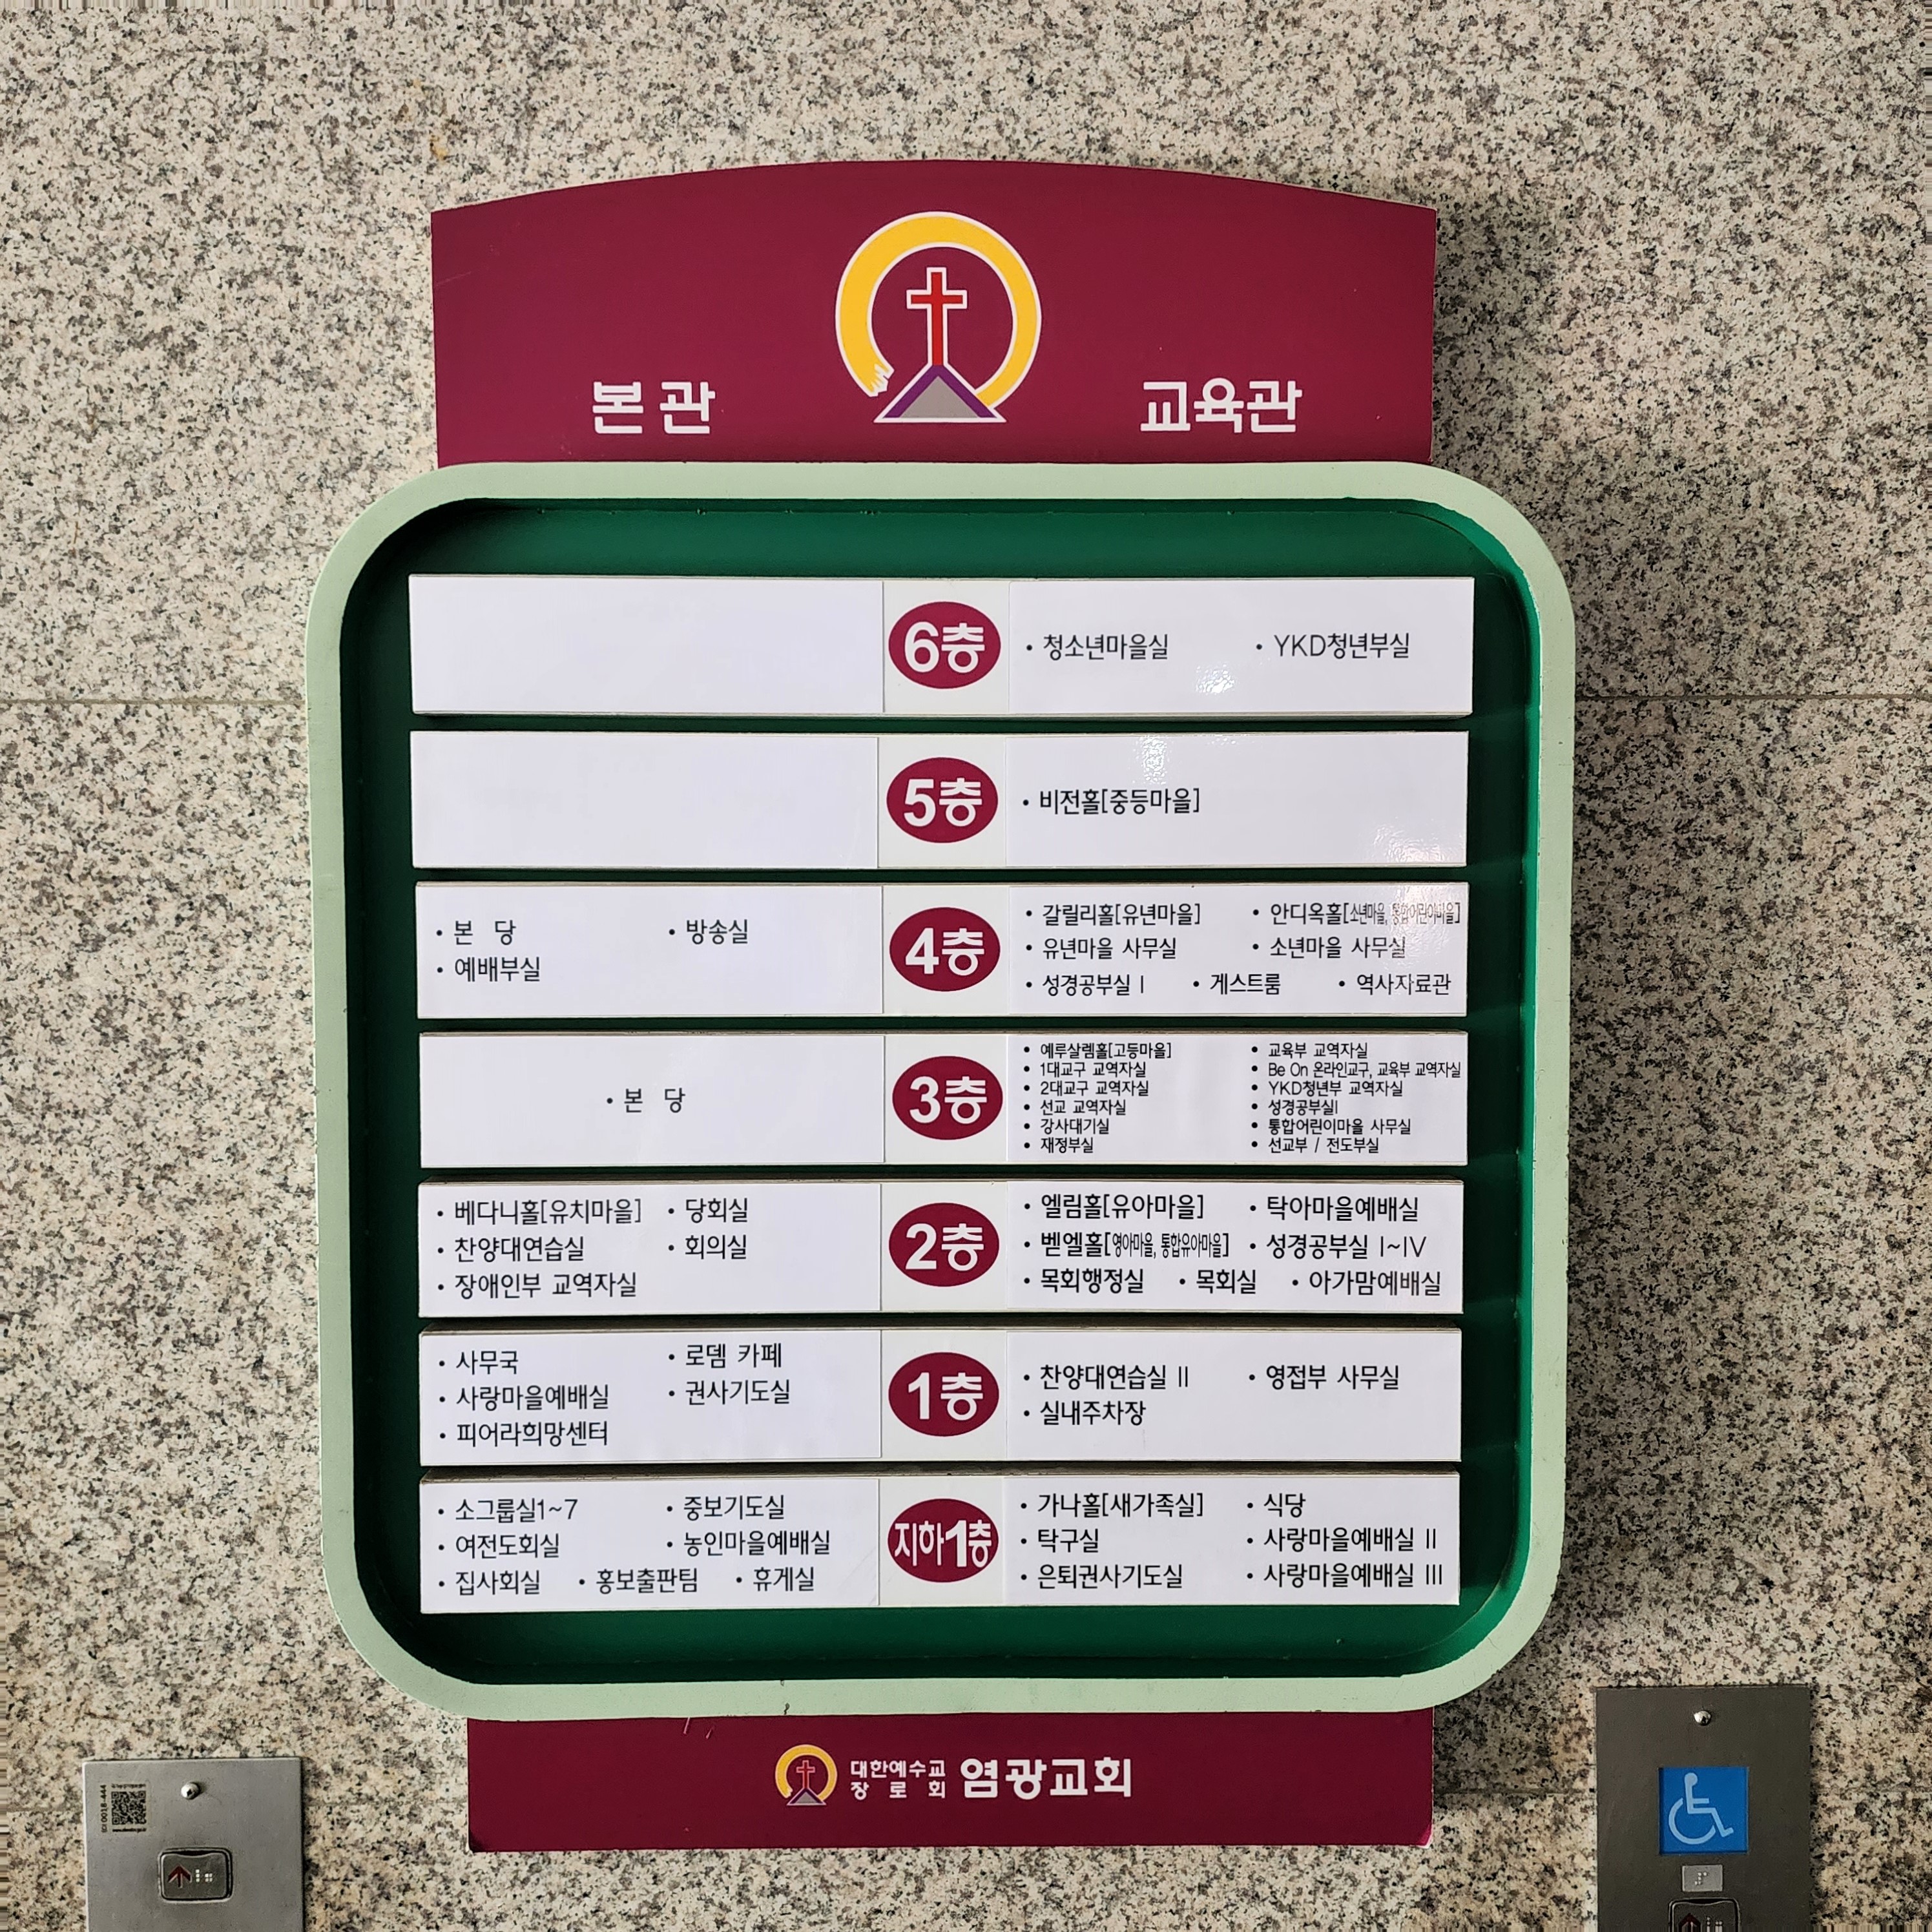 본관 교육관
6층 • 청소년마을실 • YKD청년부실
5층 • 비전홀[중등마을]
• 본 당 • 방송실
• 예배부실
4층
• 갈릴리홀[유년마을] • 안디옥홀[소년마을, 통합어린이마을]
• 유년마을 사무실 • 소년마을 사무실
• 성경공부실 Ⅰ • 게스트룸 • 역사자료관
• 본 당
3층
• 예루살렘홀[고등마을] • 교육부 교역자실
• 1대교구 교역자실 • Be On 온라인교구, 교육부 교역자실
• 2대교구 교역자실 • YKD청년부 교역자실
• 선교 교역자실 • 성경공부실Ⅰ
• 강사대기실 • 통합어린이마을 사무실
• 재정부실 • 선교부 / 전도부실
• 베다니홀[유치마을] • 당회실
• 찬양대연습실 • 회의실
• 장애인부 교역자실
2층
• 엘림홀[유아마을] • 탁아마을예배실
• 벧엘홀[영아마을, 통합유아마을] • 성경공부실 Ⅰ~Ⅳ
• 목회행정실 • 목회실 • 아가맘예배실
• 사무국 • 로뎀 카페
• 사랑마을예배실 • 권사기도실
• 피어라희망센터
1층
• 찬양대연습실 Ⅱ • 영접부 사무실
• 실내주차장
• 소그룹실1~7 • 중보기도실
• 여전도회실 • 농인마을예배실
• 집사회실 • 홍보출판팀 • 휴게실
지하1층
• 가나홀[새가족실] • 식당
• 탁구실 • 사랑마을예배실 Ⅱ
• 은퇴권사기도실 • 사랑마을예배실 Ⅲ
대한예수교
장로회 염광교회